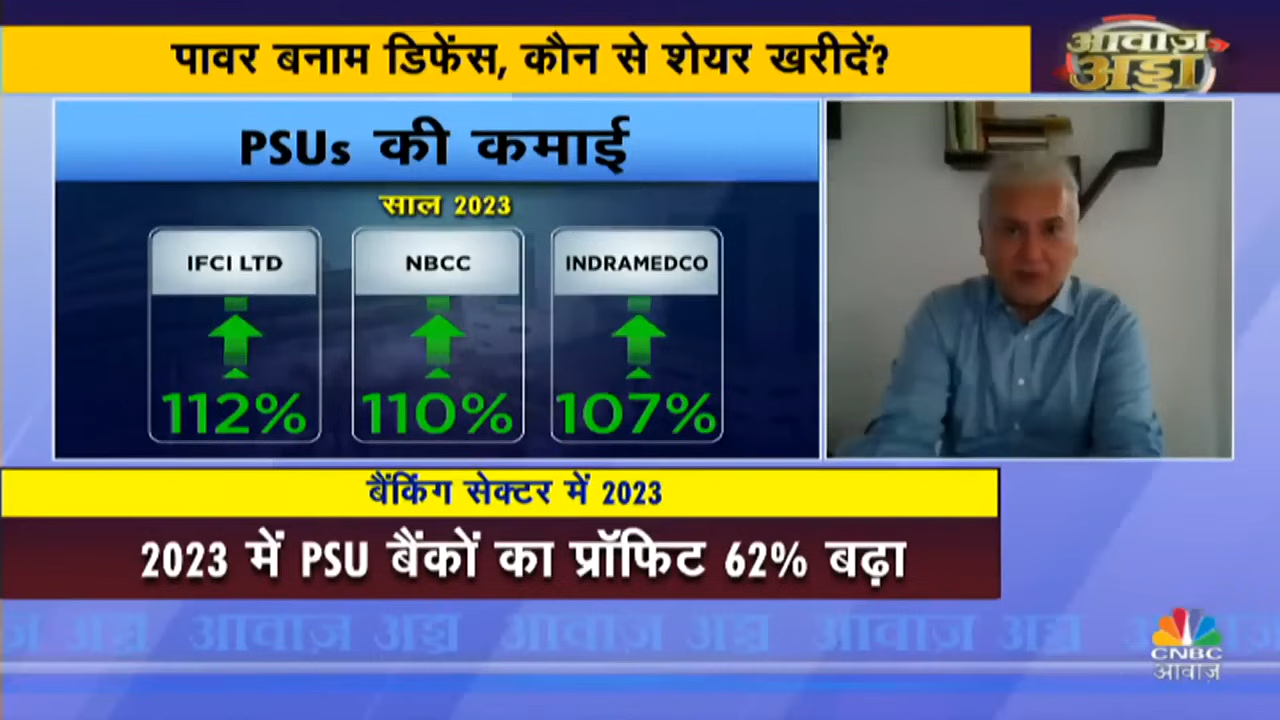 पावर बनाम डिफेंस, कौन से शेयर खरीदें?
आवाज़
अड्डा
PSUs की कमाई
साल 2023
IFCI LTD
NBCC
INDRAMEDCO
112%
110%
107%
बैंकिंग सेक्टर में 2023
2023 में PSU बैंकों का प्रॉफिट 62% बढ़ा
आवाज़ अड्डा आवाज़ अड्डा आवाज़ अड्डा
CNBC
आवाज़